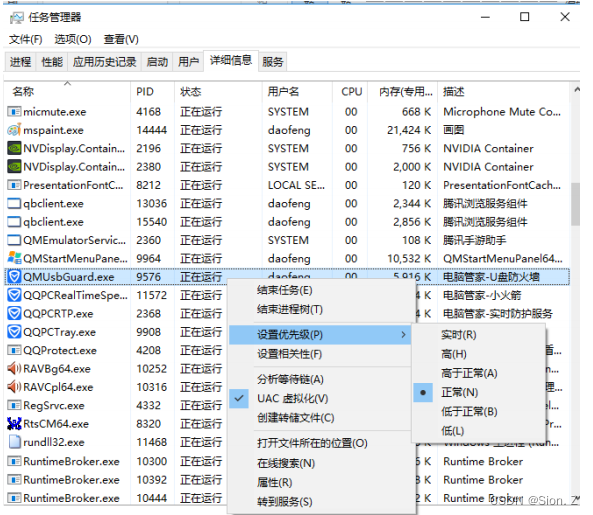 任务管理器
文件(F) 选项(O) 查看(V)
进程 性能 应用历史记录 启动 用户 详细信息 服务
名称 PID 状态 用户名 CPU 内存(专用... 描述
micmute.exe 4168 正在运行 SYSTEM 00 668 K Microphone Mute Co...
mspaint.exe 14444 正在运行 daofeng 00 21,424 K 画图
NVDisplay.Contain... 2196 正在运行 SYSTEM 00 756 K NVIDIA Container
NVDisplay.Contain... 2380 正在运行 SYSTEM 00 2,000 K NVIDIA Container
PresentationFontC... 8212 正在运行 LOCAL SE... 00 120 K PresentationFontCach...
qbclient.exe 13036 正在运行 daofeng 00 2,344 K 腾讯浏览服务组件
qbclient.exe 15540 正在运行 daofeng 00 2,856 K 腾讯浏览服务组件
QMEmulatorServic... 2360 正在运行 SYSTEM 00 108 K 腾讯手游助手
QMStartMenuPane... 9964 正在运行 daofeng 00 10,532 K QMStartMenuPanel64...
QMUsbGuard.exe 9576 正在运行 daofeng 00 5,916 K 电脑管家-U盘防火墙
QQPCRealTimeSpe... 11572 正在运行 4 K 电脑管家-小火箭
QQPCRTP.exe 2368 正在运行 4 K 电脑管家-实时防护服务
QQPCTray.exe 9908 正在运行
QQProtect.exe 4208 正在运行
RAVBg64.exe 10252 正在运行
RAVCpl64.exe 10316 正在运行
RegSrvc.exe 4332 正在运行
RtsCM64.exe 8320 正在运行
rundll32.exe 11468 正在运行
RuntimeBroker.exe 10300 正在运行 K Runtime Broker
RuntimeBroker.exe 10392 正在运行 K Runtime Broker
RuntimeBroker.exe 10444 正在运行 K Runtime Broker
结束任务(E)
结束进程树(T)
设置优先级(P)
设置相关性(F)
分析等待链(A)
UAC 虚拟化(V)
创建转储文件(C)
打开文件所在的位置(O)
在线搜索(N)
属性(R)
转到服务(S)
实时(R)
高(H)
高于正常(A)
正常(N)
低于正常(B)
低(L)
CSDN @Sion. Z